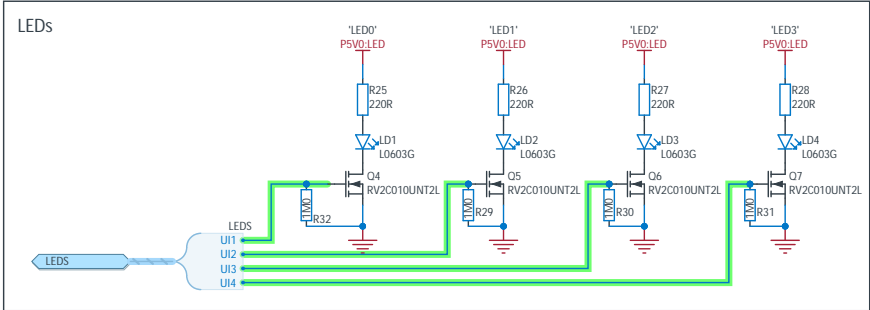 LEDs
'LED0'
P5V0:LED
'LED1'
P5V0:LED
'LED2'
P5V0:LED
'LED3'
P5V0:LED
R25
220R
R26
220R
R27
220R
R28
220R
LD1
L0603G
LD2
L0603G
LD3
L0603G
LD4
L0603G
Q4
RV2C010UNT2L
Q5
RV2C010UNT2L
Q6
RV2C010UNT2L
Q7
RV2C010UNT2L
1M0
R32
1M0
R29
1M0
R30
1M0
R31
LEDS
UI1
UI2
UI3
UI4
LEDS